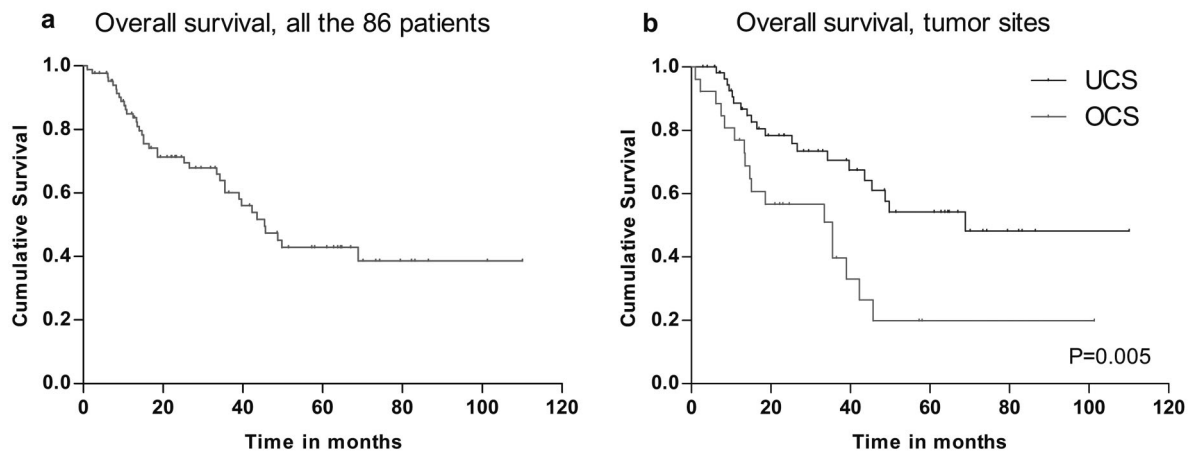 a Overall survival, all the 86 patients
1.0
0.8
0.6
0.4
0.2
0.0
Cumulative Survival
0 20 40 60 80 100 120
Time in months
b Overall survival, tumor sites
1.0
0.8
0.6
0.4
0.2
0.0
Cumulative Survival
UCS
OCS
P=0.005
0 20 40 60 80 100 120
Time in months